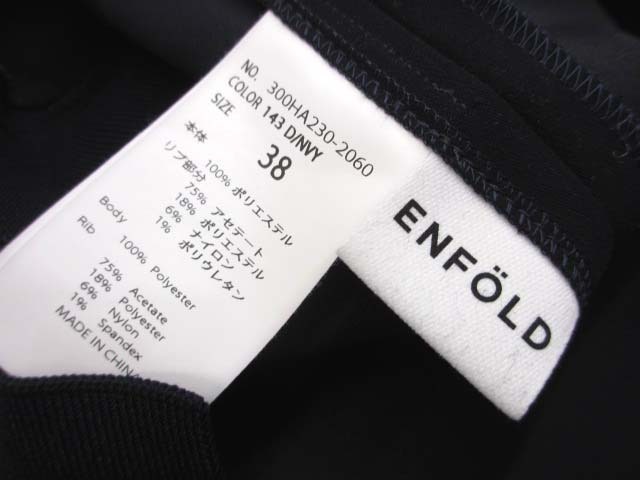 NO. 300HA230-2060
COLOR 143 D/NVY
SIZE
38
本体
100% ポリエステル
リブ部分
75% アセテート
18% ポリエステル
6% ナイロン
1% ポリウレタン
Body
100% Polyester
Rib
75% Acetate
18% Polyester
6% Nylon
1% Spandex
MADE IN CHINA
ENFÖLD